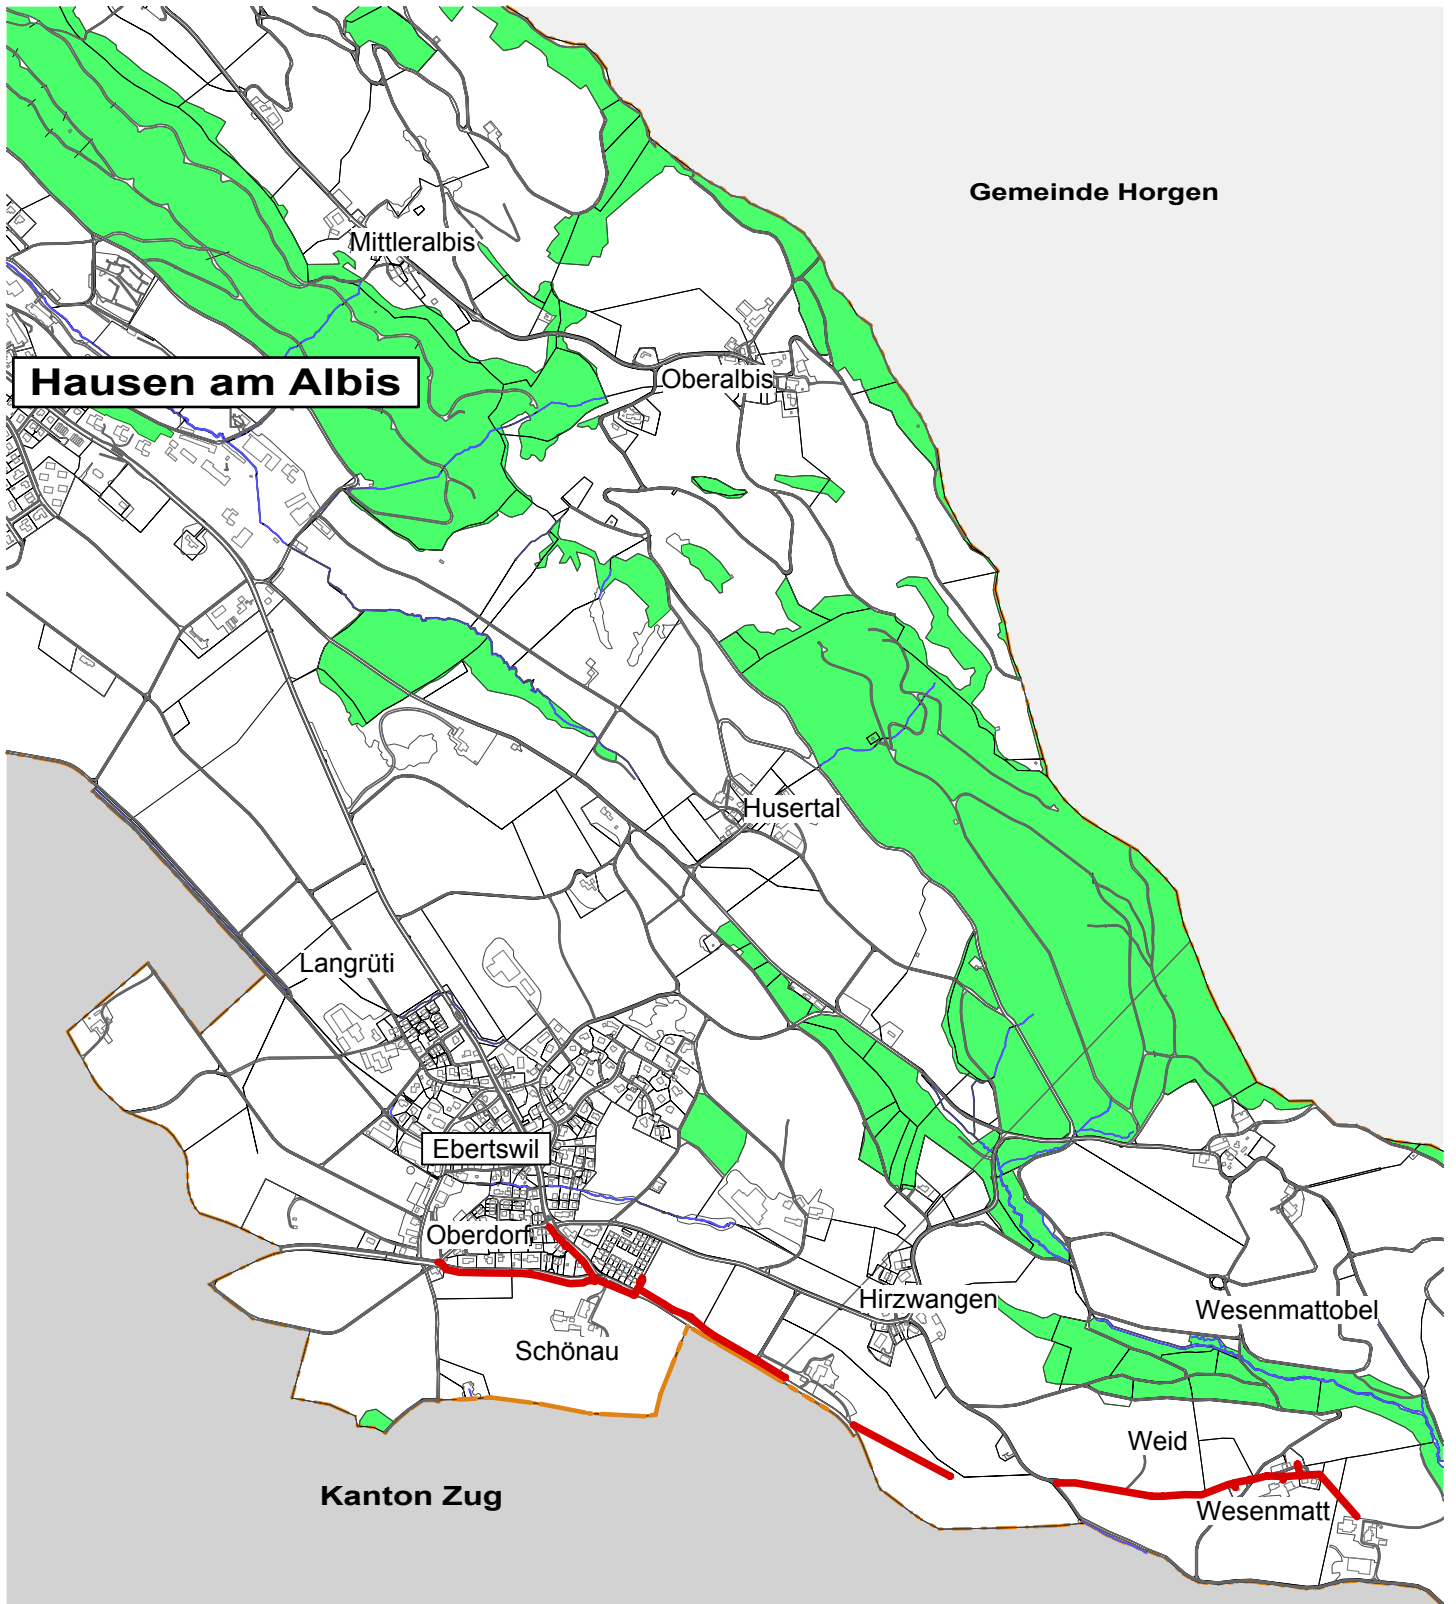 Gemeinde Horgen
Mittleralbis
Hausen am Albis
Oberalbis
Husertal
Langrüti
Ebertswil
Oberdorf
Hirzwangen
Wesenmattobel
Schönau
Weid
Kanton Zug
Wesenmatt